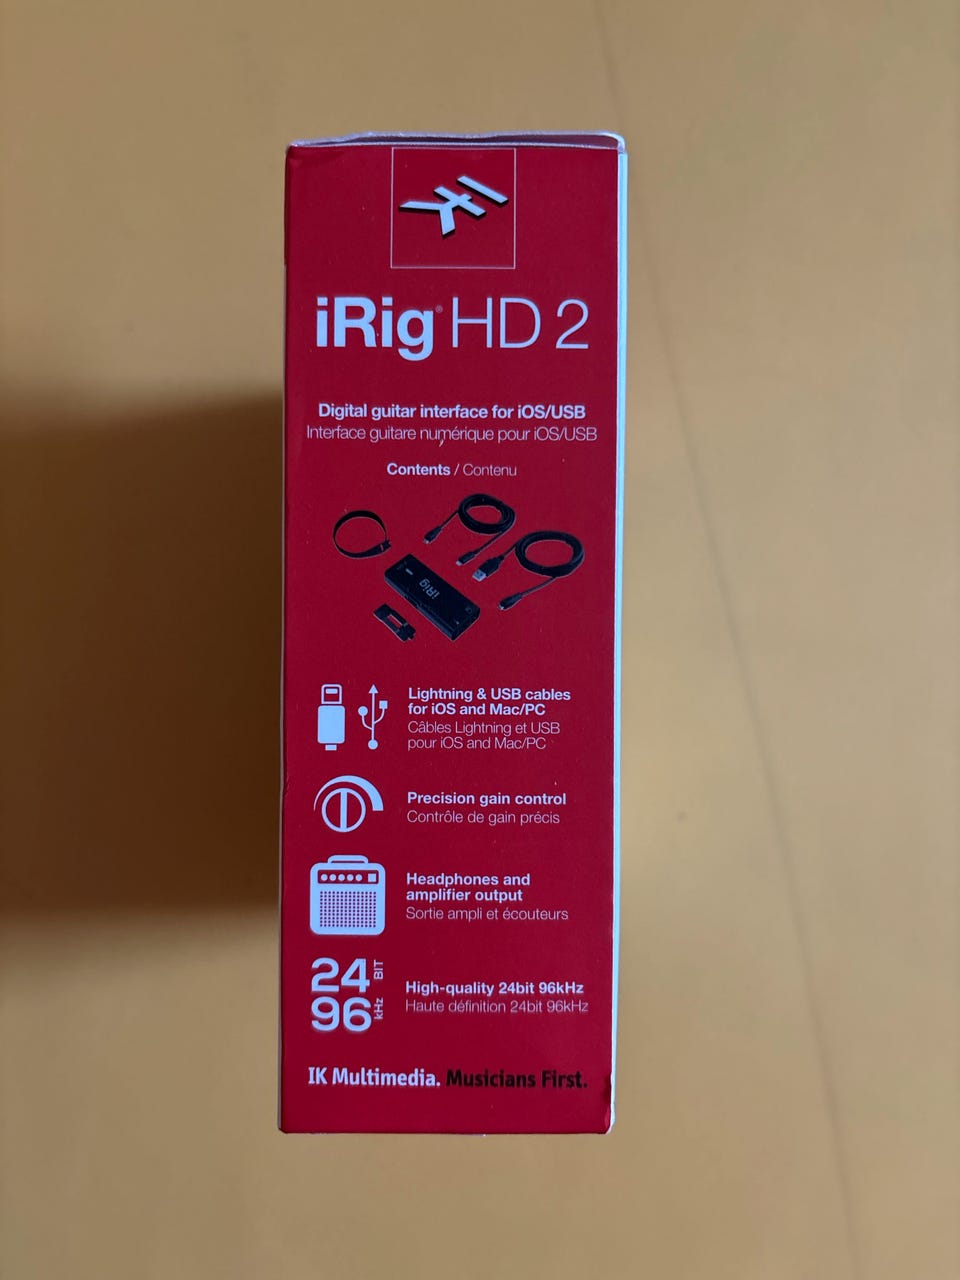 iRig® HD 2
Digital guitar interface for iOS/USB
Interface guitare numérique pour iOS/USB
Contents / Contenu
iRig
Lightning & USB cables
for iOS and Mac/PC
Câbles Lightning et USB
pour iOS and Mac/PC
Precision gain control
Contrôle de gain précis
Headphones and
amplifier output
Sortie ampli et écouteurs
24 BIT
96 kHz
High-quality 24bit 96kHz
Haute définition 24bit 96kHz
IK Multimedia. Musicians First.